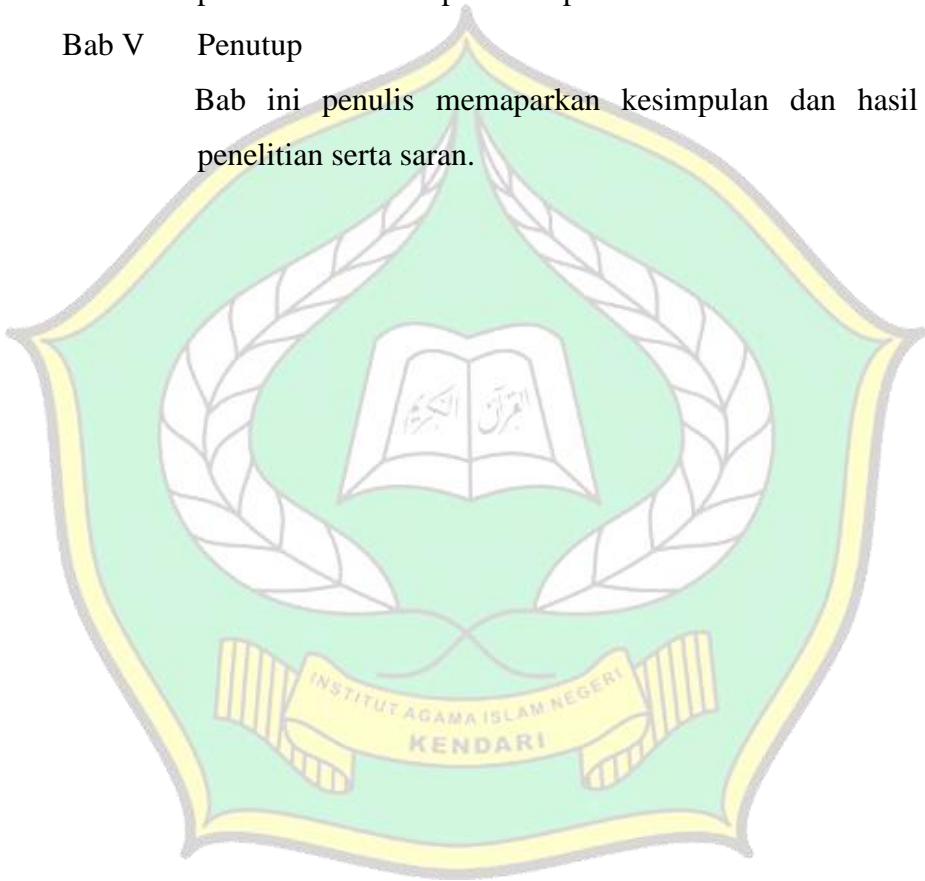 Bab V Penutup
Bab ini penulis memaparkan kesimpulan dan hasil
penelitian serta saran.
القرآن الكريم
INSTITUT AGAMA ISLAM NEGERI
KENDARI